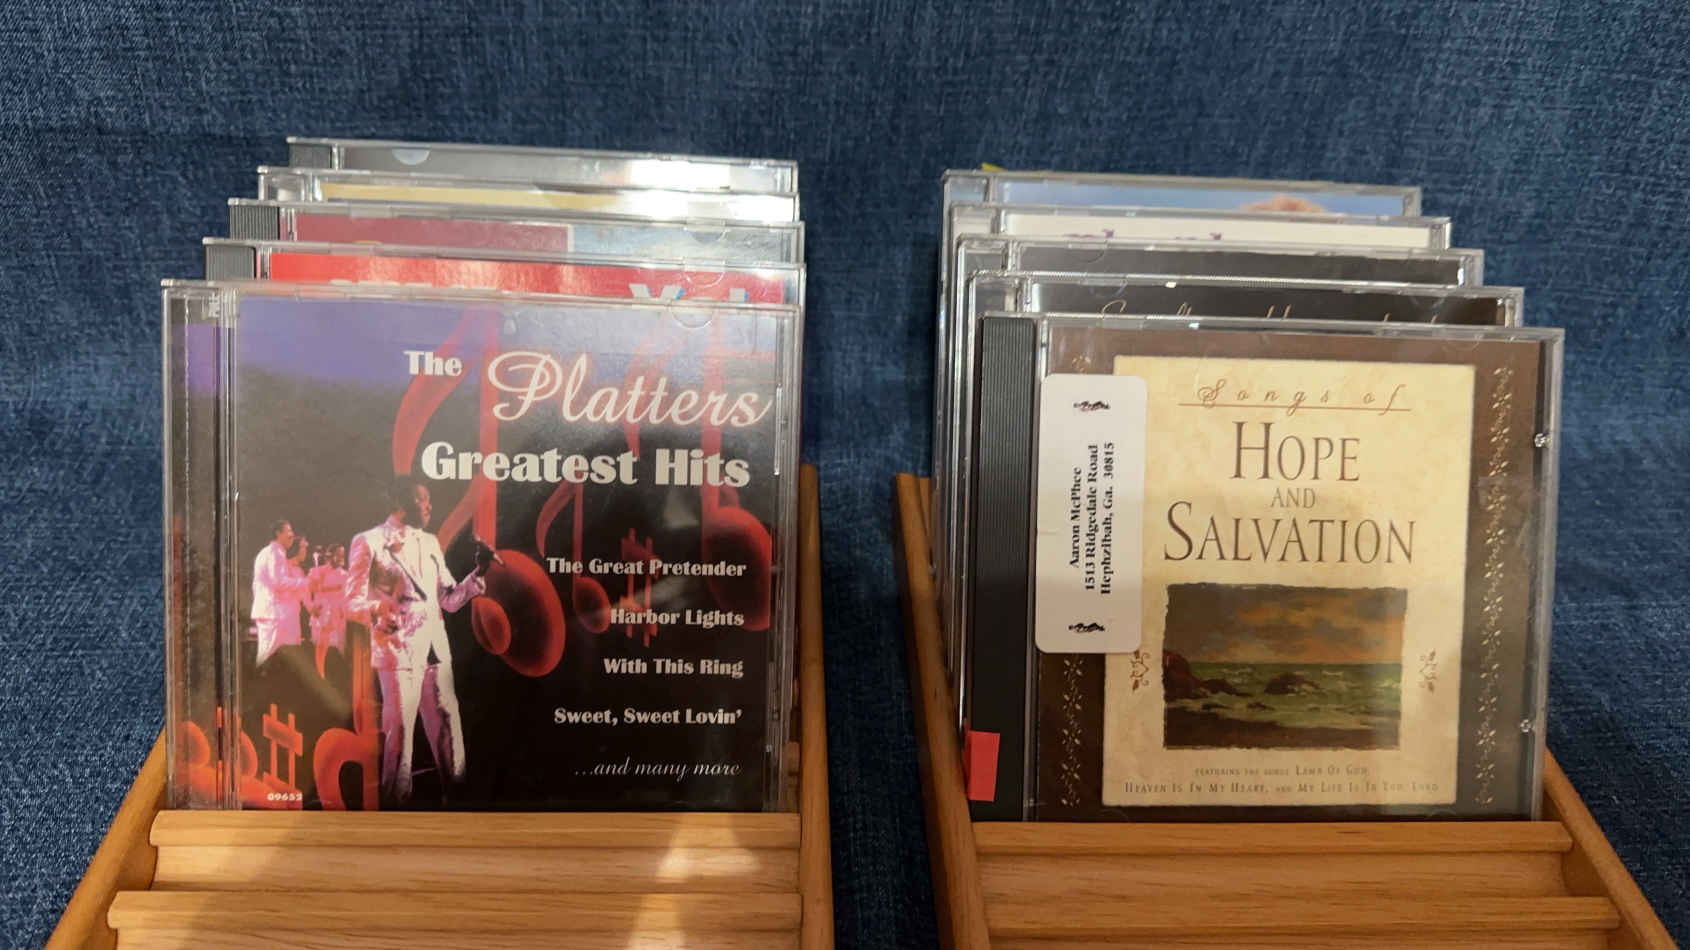 The Platters
Greatest Hits
The Great Pretender
Harbor Lights
With This Ring
Sweet, Sweet Lovin'
...and many more
09652
Aaron McPhee
1513 Ridgedale Road
Hephzibah, Ga. 30815
Songs of
HOPE
AND
SALVATION
FEATURING THE SONGS LAMB OF GOD,
HEAVEN IS IN MY HEART, AND MY LIFE IS IN YOU, LORD